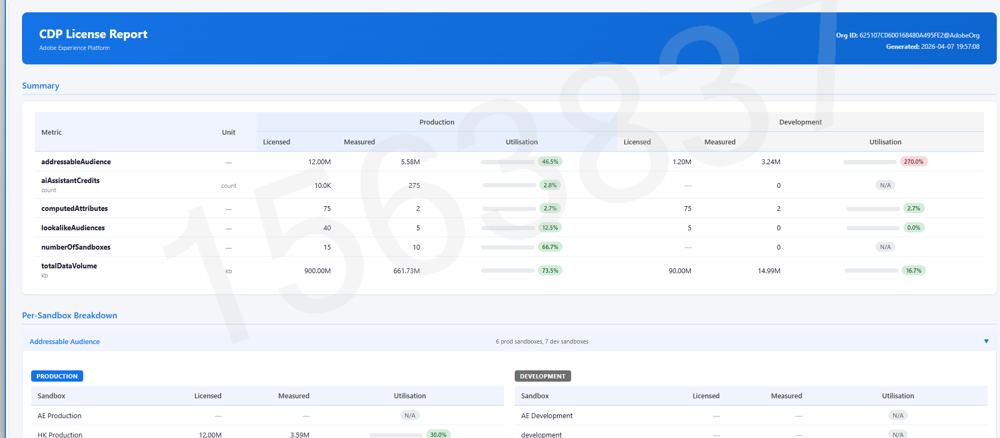 CDP License Report
Adobe Experience Platform
Org ID: 625107C0600168480A495FE2@AdobeOrg
Generated: 2026-04-07 19:57:08
Summary
Metric Unit Production Development
Licensed Measured Utilisation Licensed Measured Utilisation
addressableAudience — 12.00M 5.58M 46.5% 1.20M 3.24M 270.0%
aiAssistantCredits
count count 10.0K 275 2.8% — 0 N/A
computedAttributes — 75 2 2.7% 75 2 2.7%
lookalikeAudiences — 40 5 12.5% 5 0 0.0%
numberOfSandboxes — 15 10 66.7% — 0 N/A
totalDataVolume
kb kb 900.00M 661.73M 73.5% 90.00M 14.99M 16.7%
Per-Sandbox Breakdown
Addressable Audience 6 prod sandboxes, 7 dev sandboxes ▼
PRODUCTION
Sandbox Licensed Measured Utilisation
AE Production — — N/A
HK Production 12.00M 3.59M 30.0%
DEVELOPMENT
Sandbox Licensed Measured Utilisation
AE Development — — N/A
development — — N/A
1563837